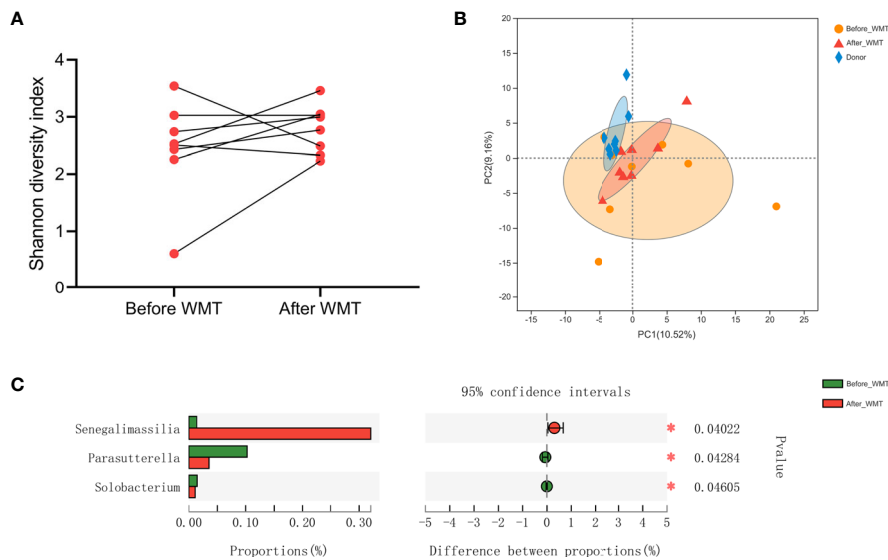 A
Shannon diversity index
4
3
2
1
0
Before WMT
After WMT
B
PC2(9.16%)
20
15
10
5
0
-5
-10
-15
-20
-15
-10
-5
0
5
10
15
20
25
PC1(10.52%)
Before_WMT
After_WMT
Donor
C
95% confidence intervals
Before_WMT
After_WMT
Senegalimassilia
0.04022
Parasutterella
0.04284
Solobacterium
0.04605
Pvalue
0.00 0.10 0.20 0.30
-5 -4 -3 -2 -1 0 1 2 3 4 5
Proportions(%)
Difference between proportions(%)